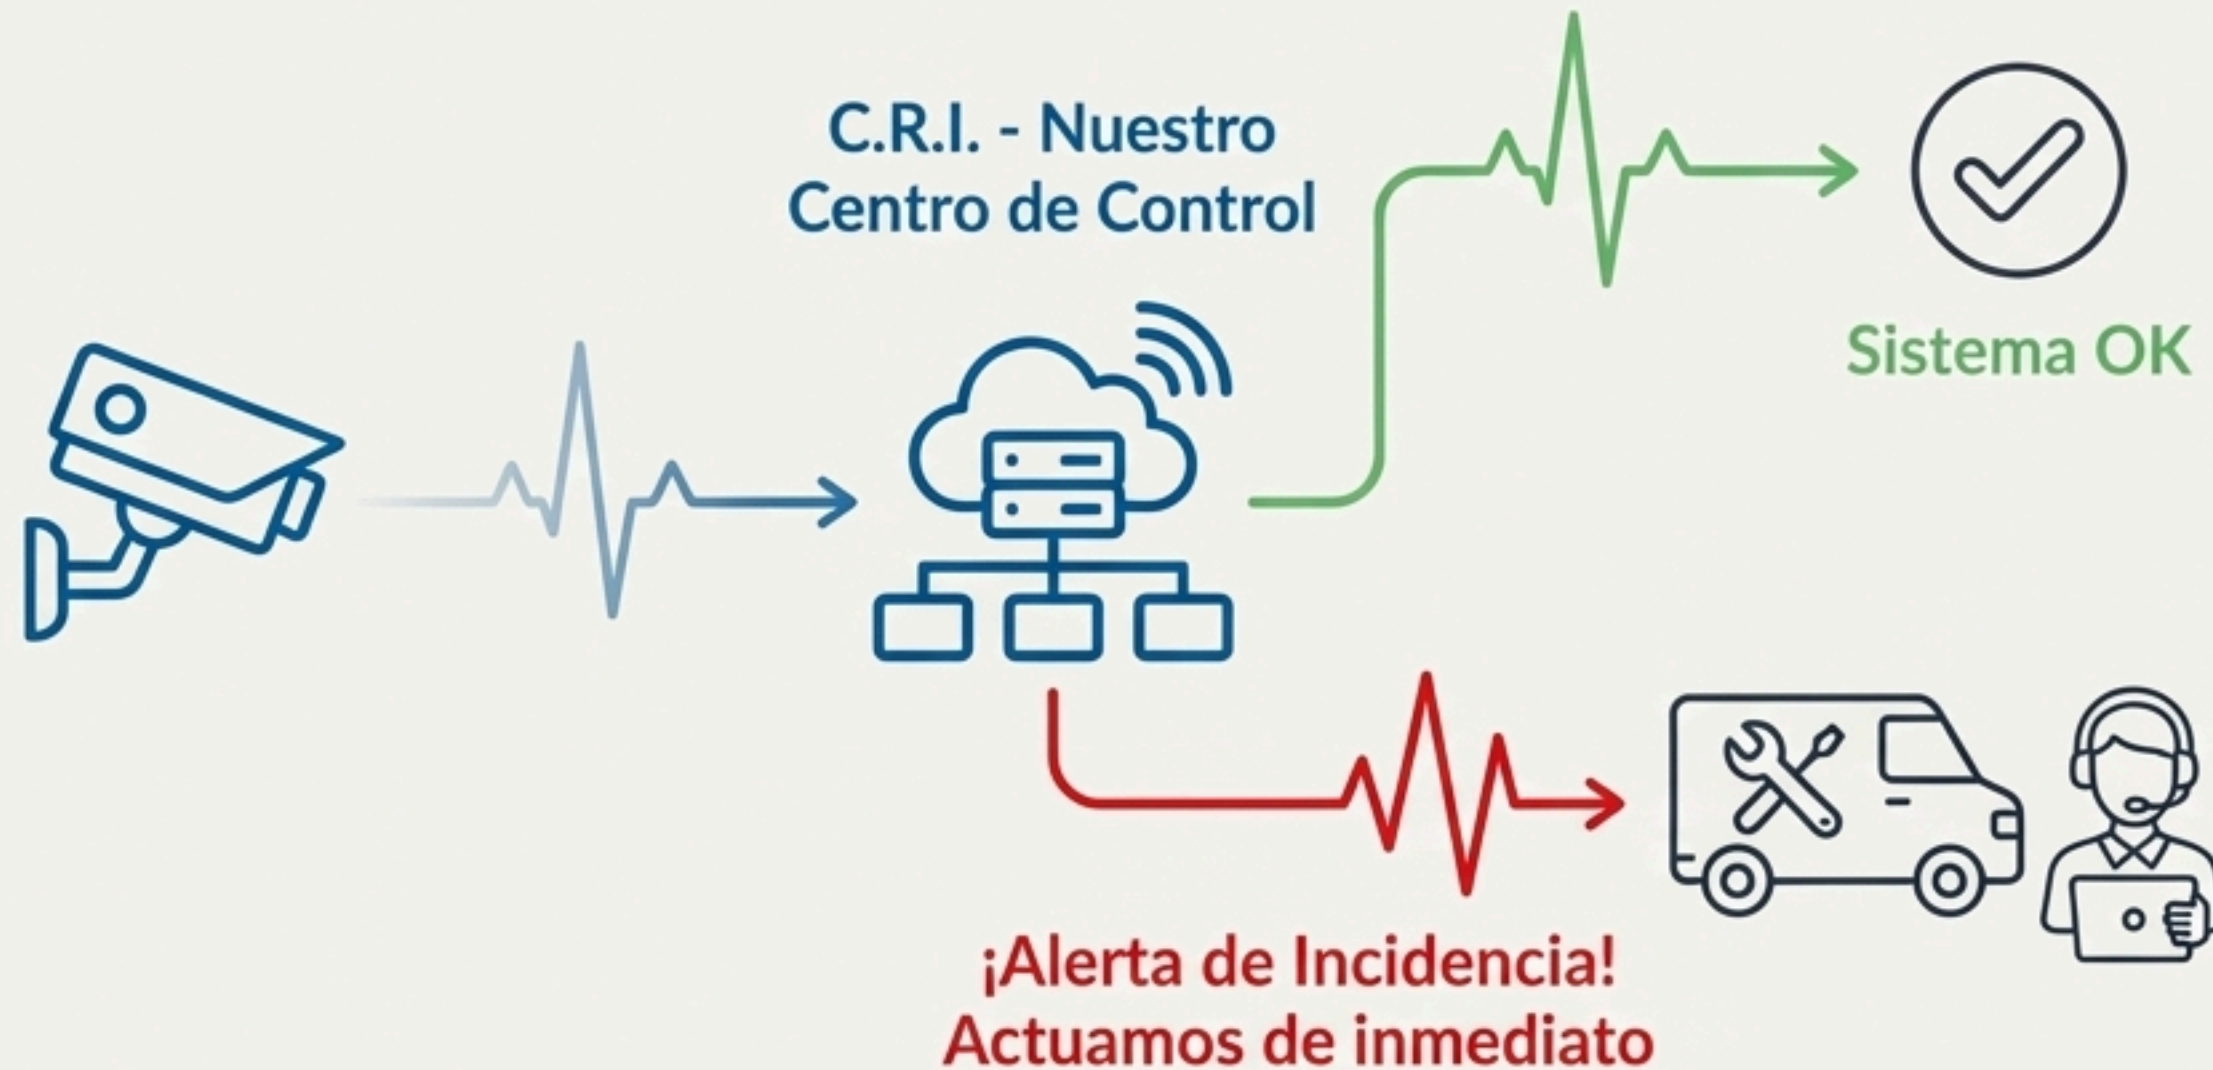 C.R.I. - Nuestro
Centro de Control
Sistema OK
¡Alerta de Incidencia!
Actuamos de inmediato